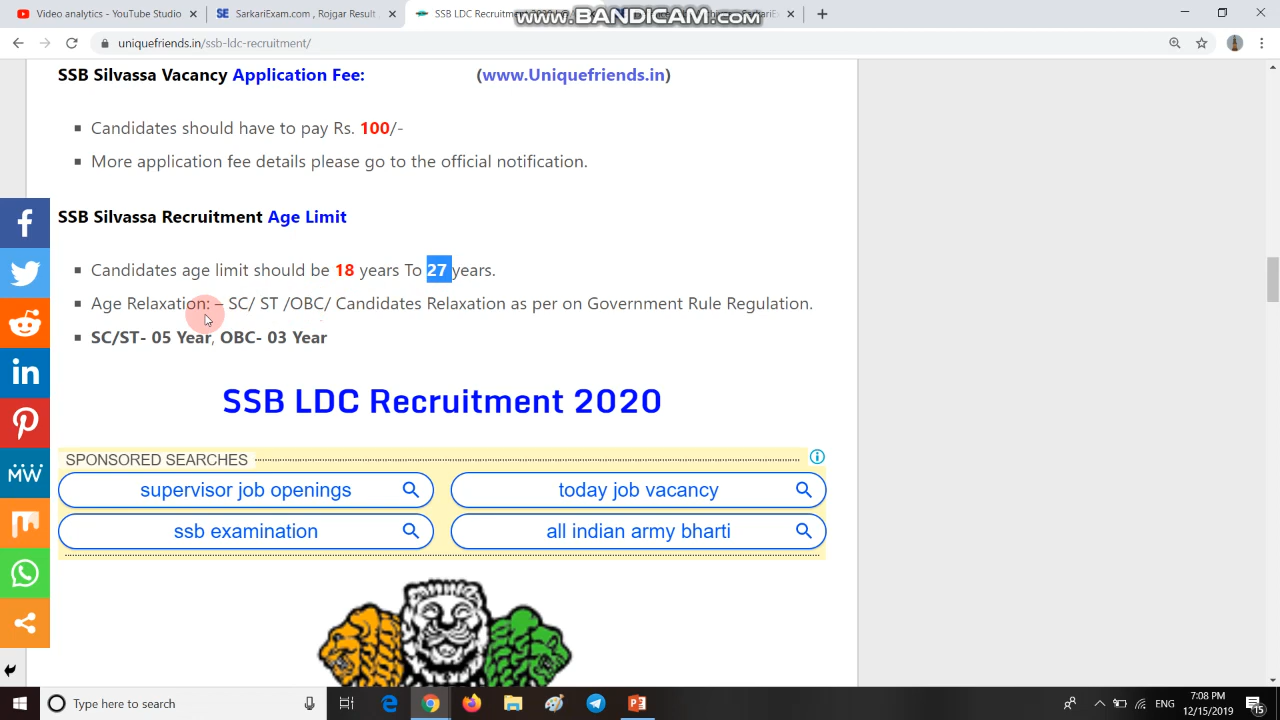 Video analytics - YouTube Studio
SarkariExam.com , Rojgar Result
SSB LDC Recruitment 2020
www.BANDICAM.com
uniquefriends.in/ssb-ldc-recruitment/
SSB Silvassa Vacancy Application Fee: (www.Uniquefriends.in)
Candidates should have to pay Rs. 100/-
More application fee details please go to the official notification.
SSB Silvassa Recruitment Age Limit
Candidates age limit should be 18 years To 27 years.
Age Relaxation: – SC/ ST /OBC/ Candidates Relaxation as per on Government Rule Regulation.
SC/ST- 05 Year, OBC- 03 Year
SSB LDC Recruitment 2020
SPONSORED SEARCHES
supervisor job openings
today job vacancy
ssb examination
all indian army bharti
Type here to search
ENG
7:08 PM
12/15/2019
15